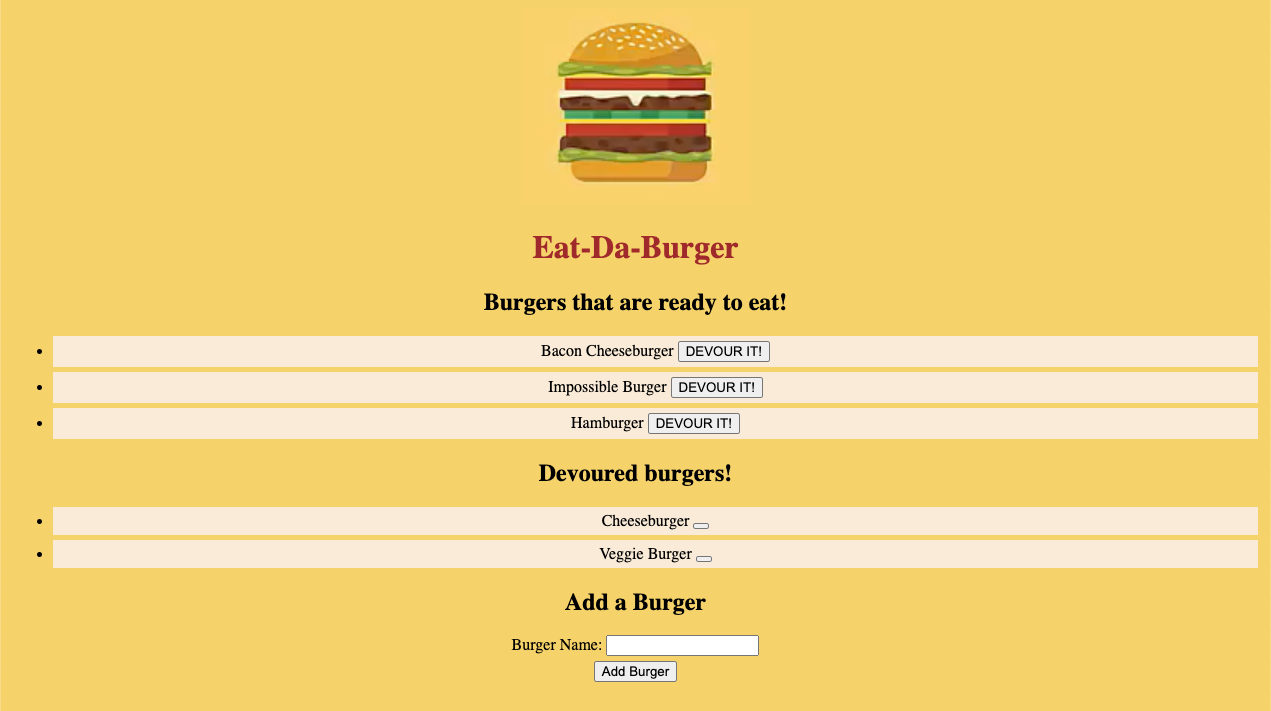 Eat-Da-Burger
Burgers that are ready to eat!
Bacon Cheeseburger DEVOUR IT!
Impossible Burger DEVOUR IT!
Hamburger DEVOUR IT!
Devoured burgers!
Cheeseburger
Veggie Burger
Add a Burger
Burger Name:
Add Burger